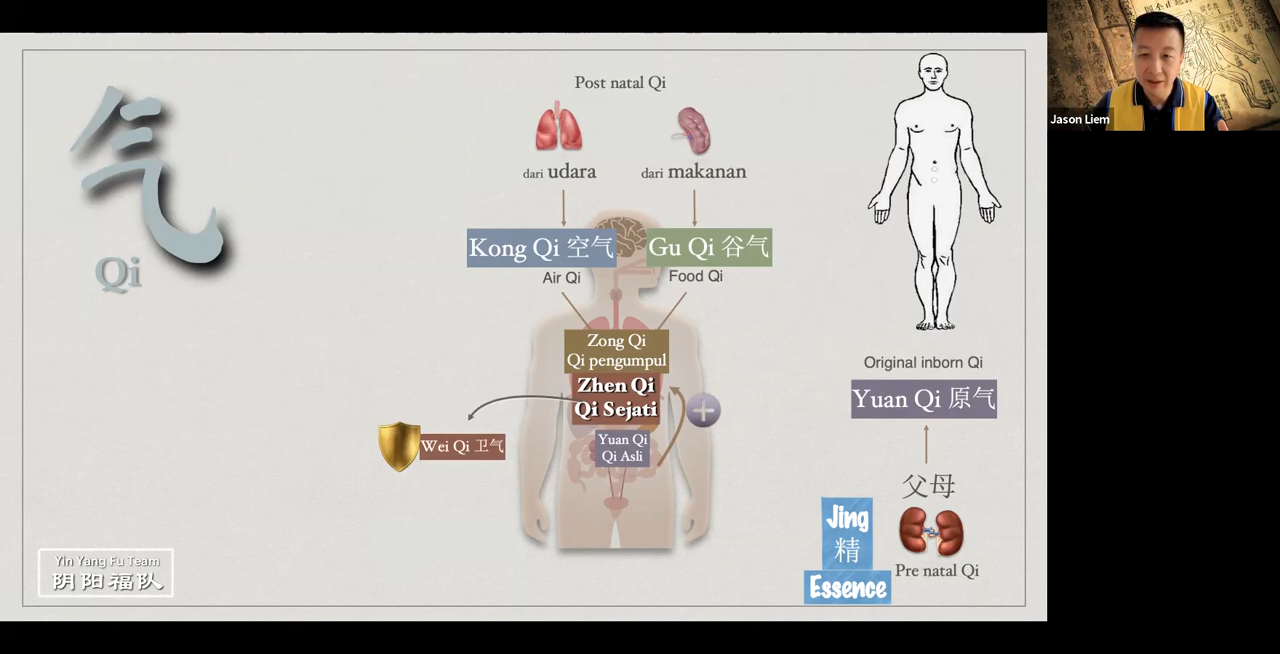 气
Qi
Post natal Qi
dari udara
dari makanan
Kong Qi 空气
Gu Qi 谷气
Air Qi
Food Qi
Zong Qi
Qi pengumpul
Zhen Qi
Qi Sejati
Yuan Qi
Qi Asli
Wei Qi 卫气
Original inborn Qi
Yuan Qi 原气
父母
Jing
精
Essence
Pre natal Qi
Yin Yang Fu Team
阴阳福队
Jason Liem